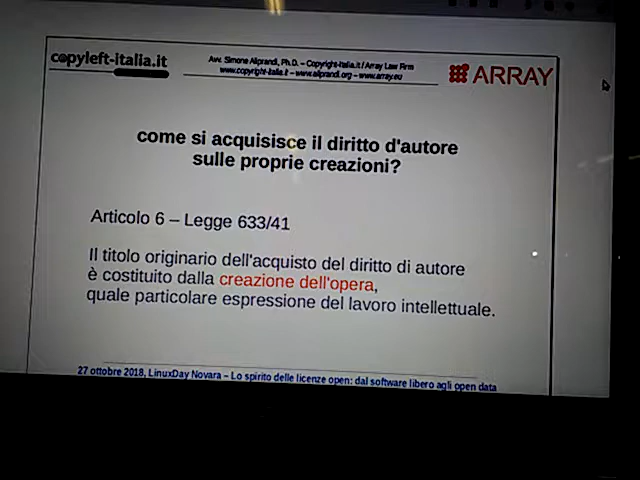 copyleft-italia.it
Avv. Simone Aliprandi, Ph.D. – Copyright-Italia.it / Array Law Firm
www.copyright-italia.it – www.aliprandi.org – www.array.eu
ARRAY
come si acquisisce il diritto d'autore
sulle proprie creazioni?
Articolo 6 – Legge 633/41
Il titolo originario dell'acquisto del diritto di autore
è costituito dalla creazione dell'opera,
quale particolare espressione del lavoro intellettuale.
27 ottobre 2018, LinuxDay Novara – Lo spirito delle licenze open: dal software libero agli open data